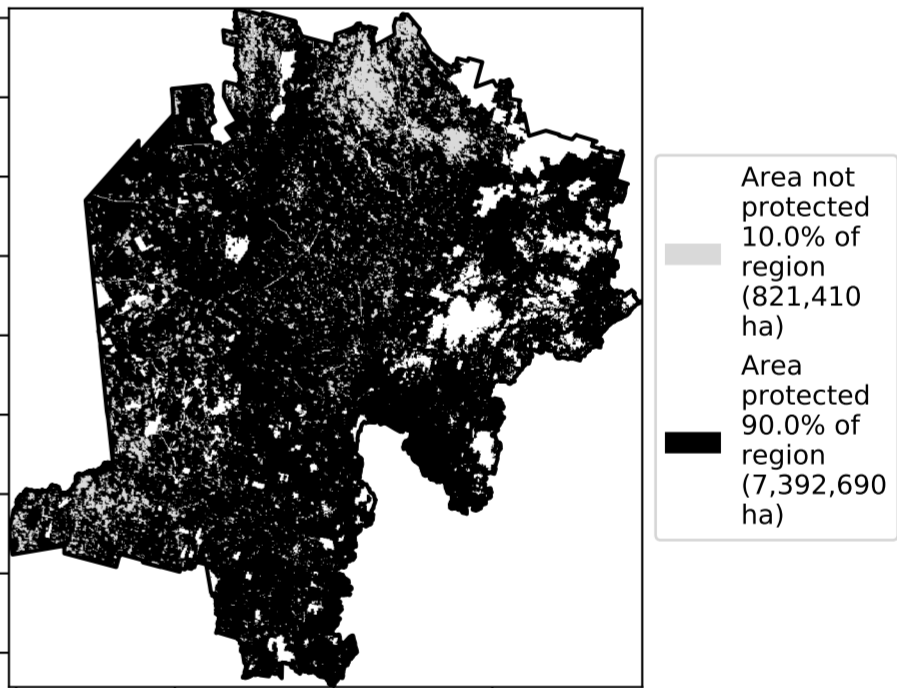 Area not
protected
10.0% of
region
(821,410
ha)
Area
protected
90.0% of
region
(7,392,690
ha)